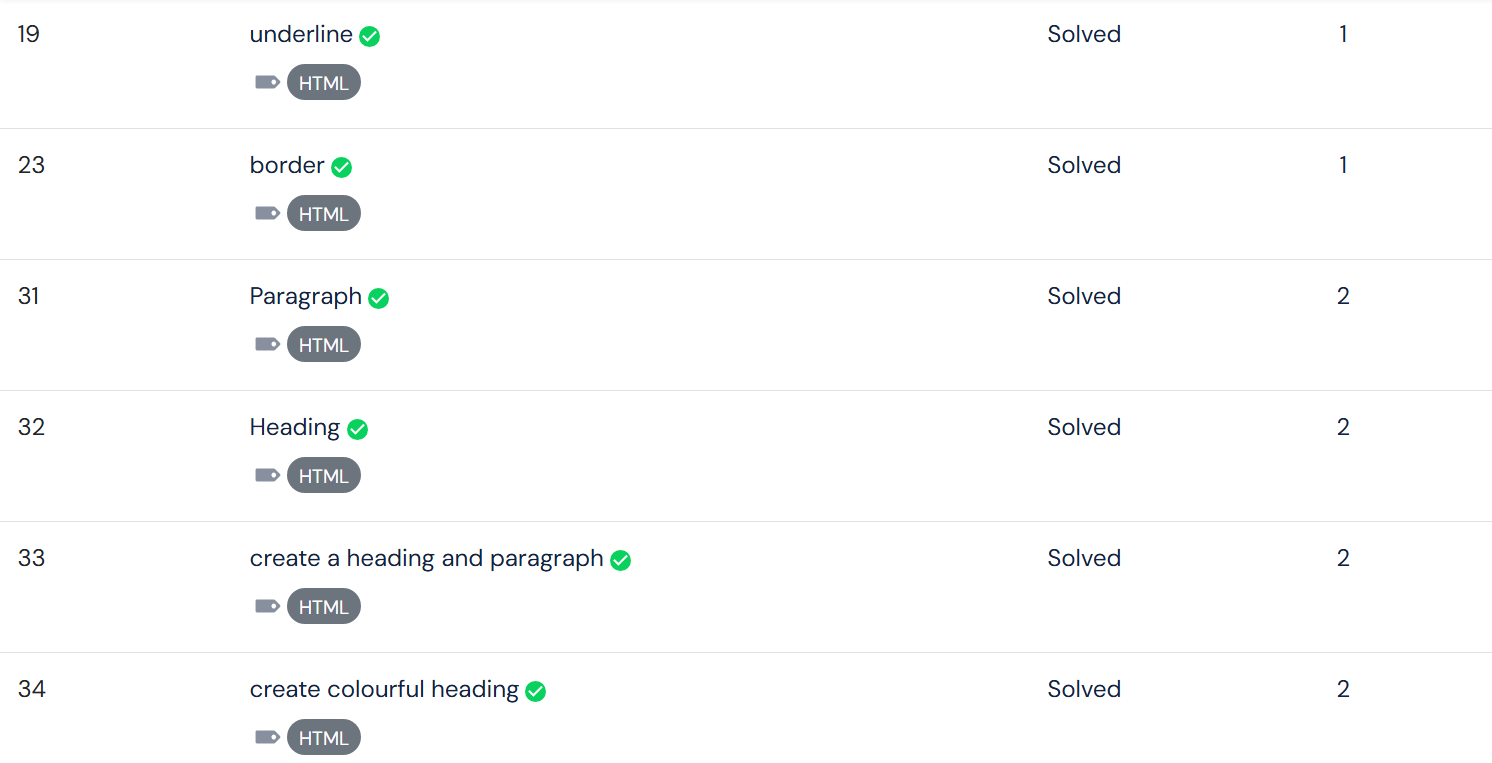 19 underline Solved 1
HTML
23 border Solved 1
HTML
31 Paragraph Solved 2
HTML
32 Heading Solved 2
HTML
33 create a heading and paragraph Solved 2
HTML
34 create colourful heading Solved 2
HTML